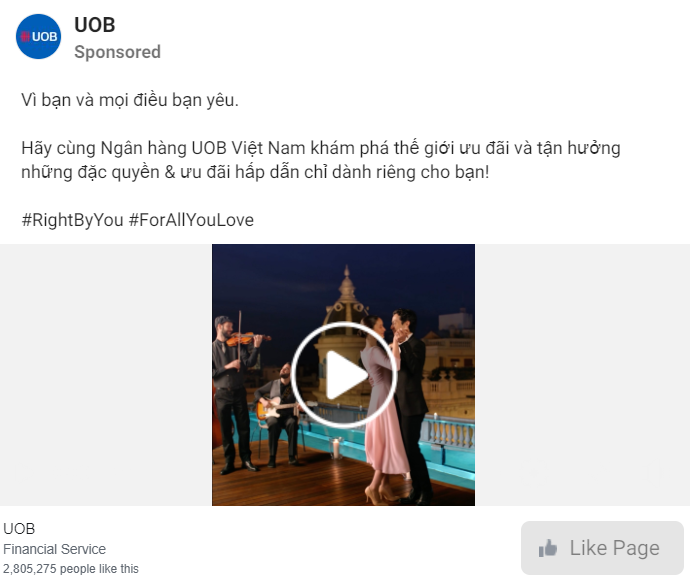 UOB
UOB
Sponsored
Vì bạn và mọi điều bạn yêu.
Hãy cùng Ngân hàng UOB Việt Nam khám phá thế giới ưu đãi và tận hưởng
những đặc quyền & ưu đãi hấp dẫn chỉ dành riêng cho bạn!
#RightByYou #ForAllYouLove
UOB
Financial Service
2,805,275 people like this
Like Page